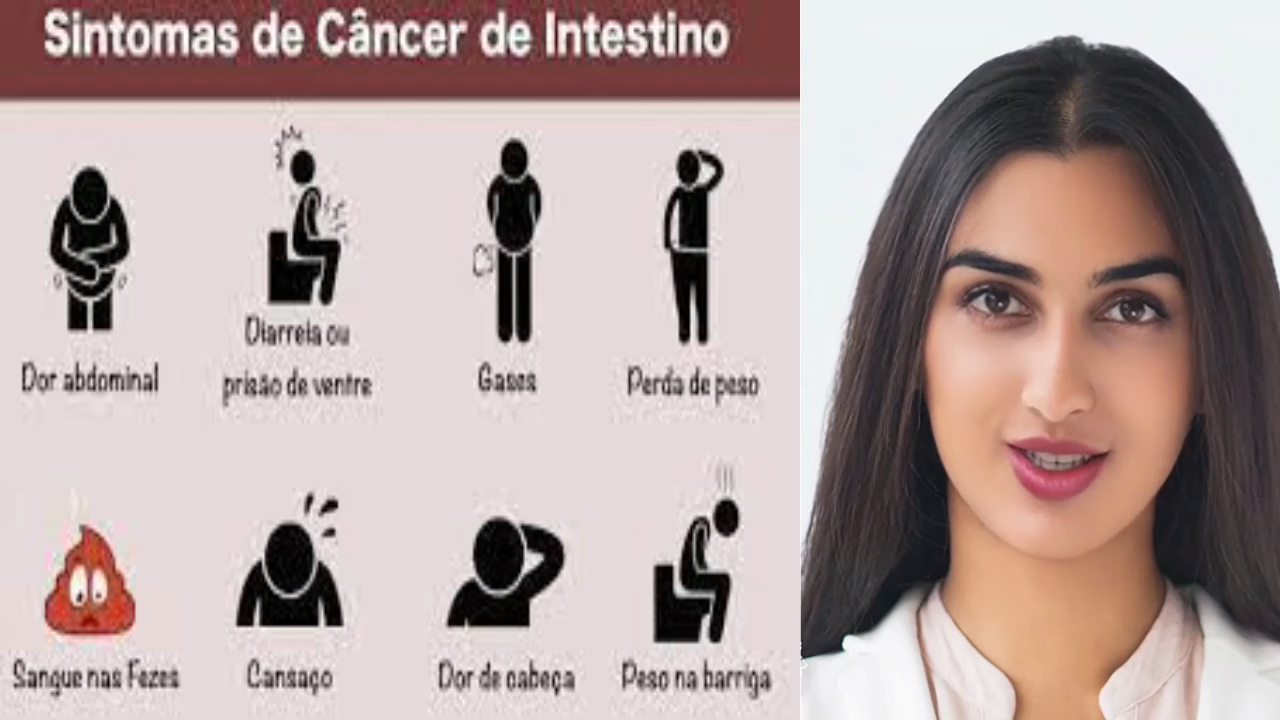 Sintomas de Câncer de Intestino
Diarreia ou
Dor abdominal prisão de ventre Gases Perda de peso
Sangue nas Fezes Cansaço Dor de cabeça Peso na barriga